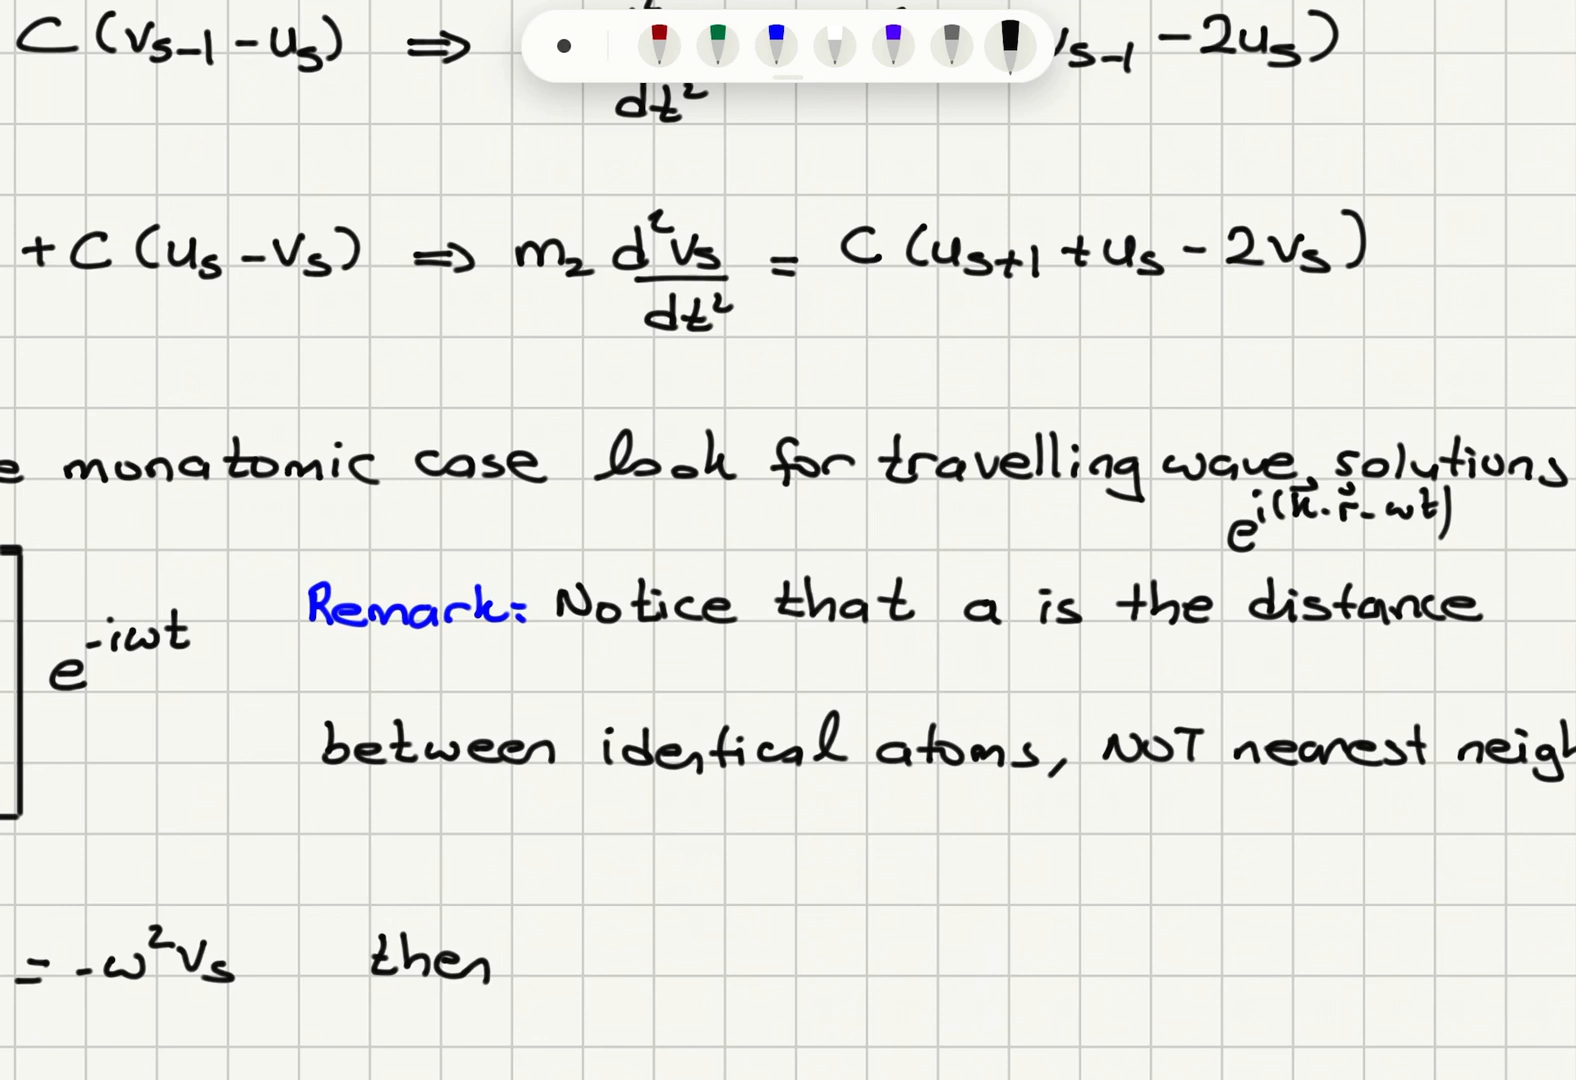 C(vₛ₋₁ - uₛ) ⇒ dt² ₛ₋₁ - 2uₛ)
+ C(uₛ - vₛ) ⇒ m₂ d²vₛ/dt² = C(uₛ₊₁ + uₛ - 2vₛ)
e monatomic case look for travelling wave solutions
e^{i(k⃗·r⃗ - ωt)}
e^{-iωt} Remark: Notice that a is the distance
between identical atoms, NOT nearest neigh
= -ω²vₛ then